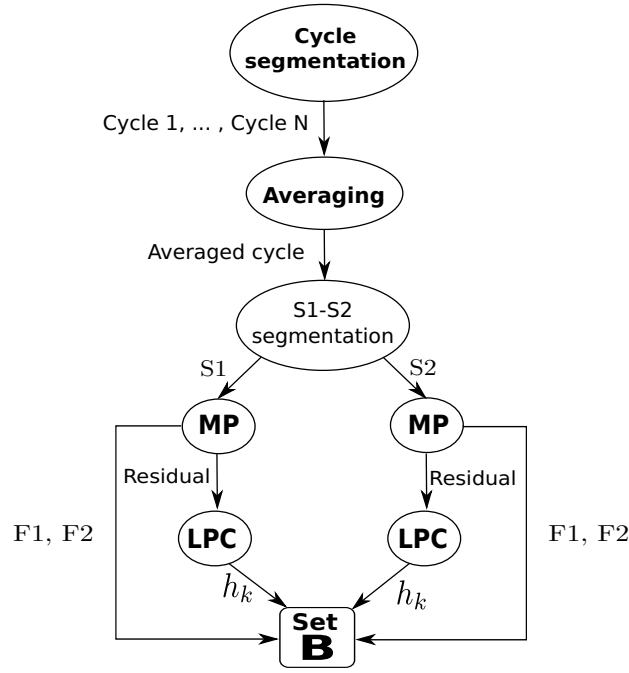 Cycle
segmentation
Cycle 1, ... , Cycle N
Averaging
Averaged cycle
S1-S2
segmentation
S1
S2
MP
MP
Residual
Residual
F1, F2
F1, F2
LPC
LPC
h_k
h_k
Set
B